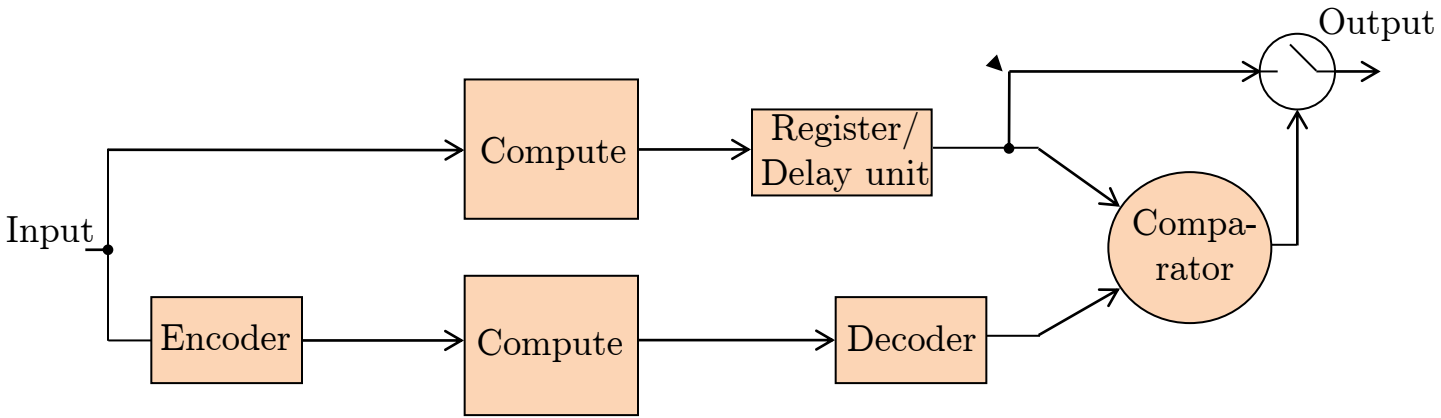 Output
Compute
Register/
Delay unit
Input
Compa-
rator
Encoder
Compute
Decoder